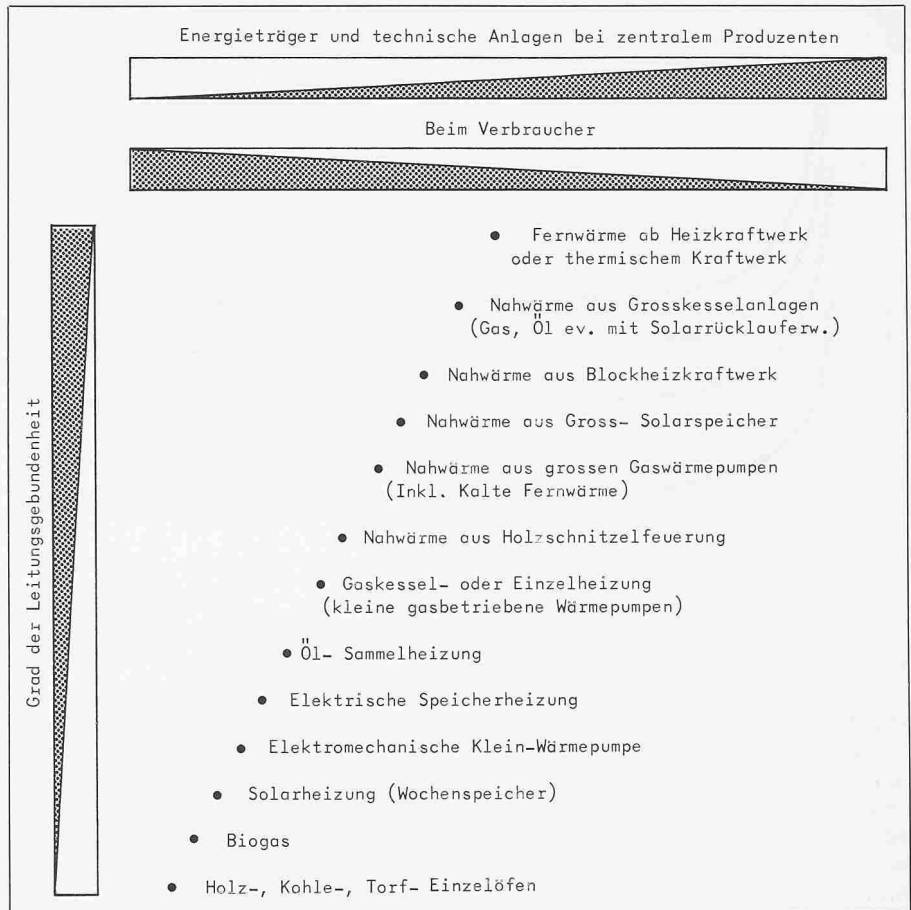 Energieträger und technische Anlagen bei zentralem Produzenten
Beim Verbraucher
Grad der Leitungsgebundenheit
● Fernwärme ab Heizkraftwerk
oder thermischem Kraftwerk
● Nahwärme aus Grosskesselanlagen
(Gas, Öl ev. mit Solarrücklauferw.)
● Nahwärme aus Blockheizkraftwerk
● Nahwärme aus Gross- Solarspeicher
● Nahwärme aus grossen Gaswärmepumpen
(Inkl. Kalte Fernwärme)
● Nahwärme aus Holzschnitzelfeuerung
● Gaskessel- oder Einzelheizung
(kleine gasbetriebene Wärmepumpen)
● Öl- Sammelheizung
● Elektrische Speicherheizung
● Elektromechanische Klein-Wärmepumpe
● Solarheizung (Wochenspeicher)
● Biogas
● Holz-, Kohle-, Torf- Einzelöfen